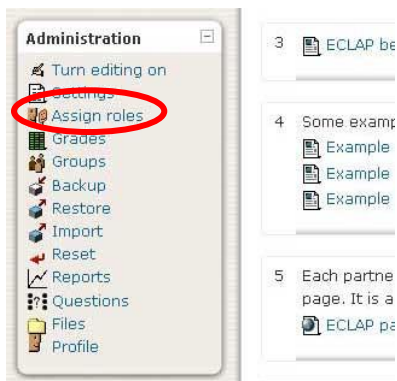 Administration
Turn editing on
Settings
Assign roles
Grades
Groups
Backup
Restore
Import
Reset
Reports
Questions
Files
Profile
3 ECLAP be
4 Some examp
Example
Example
Example
5 Each partne
page. It is a
ECLAP pa